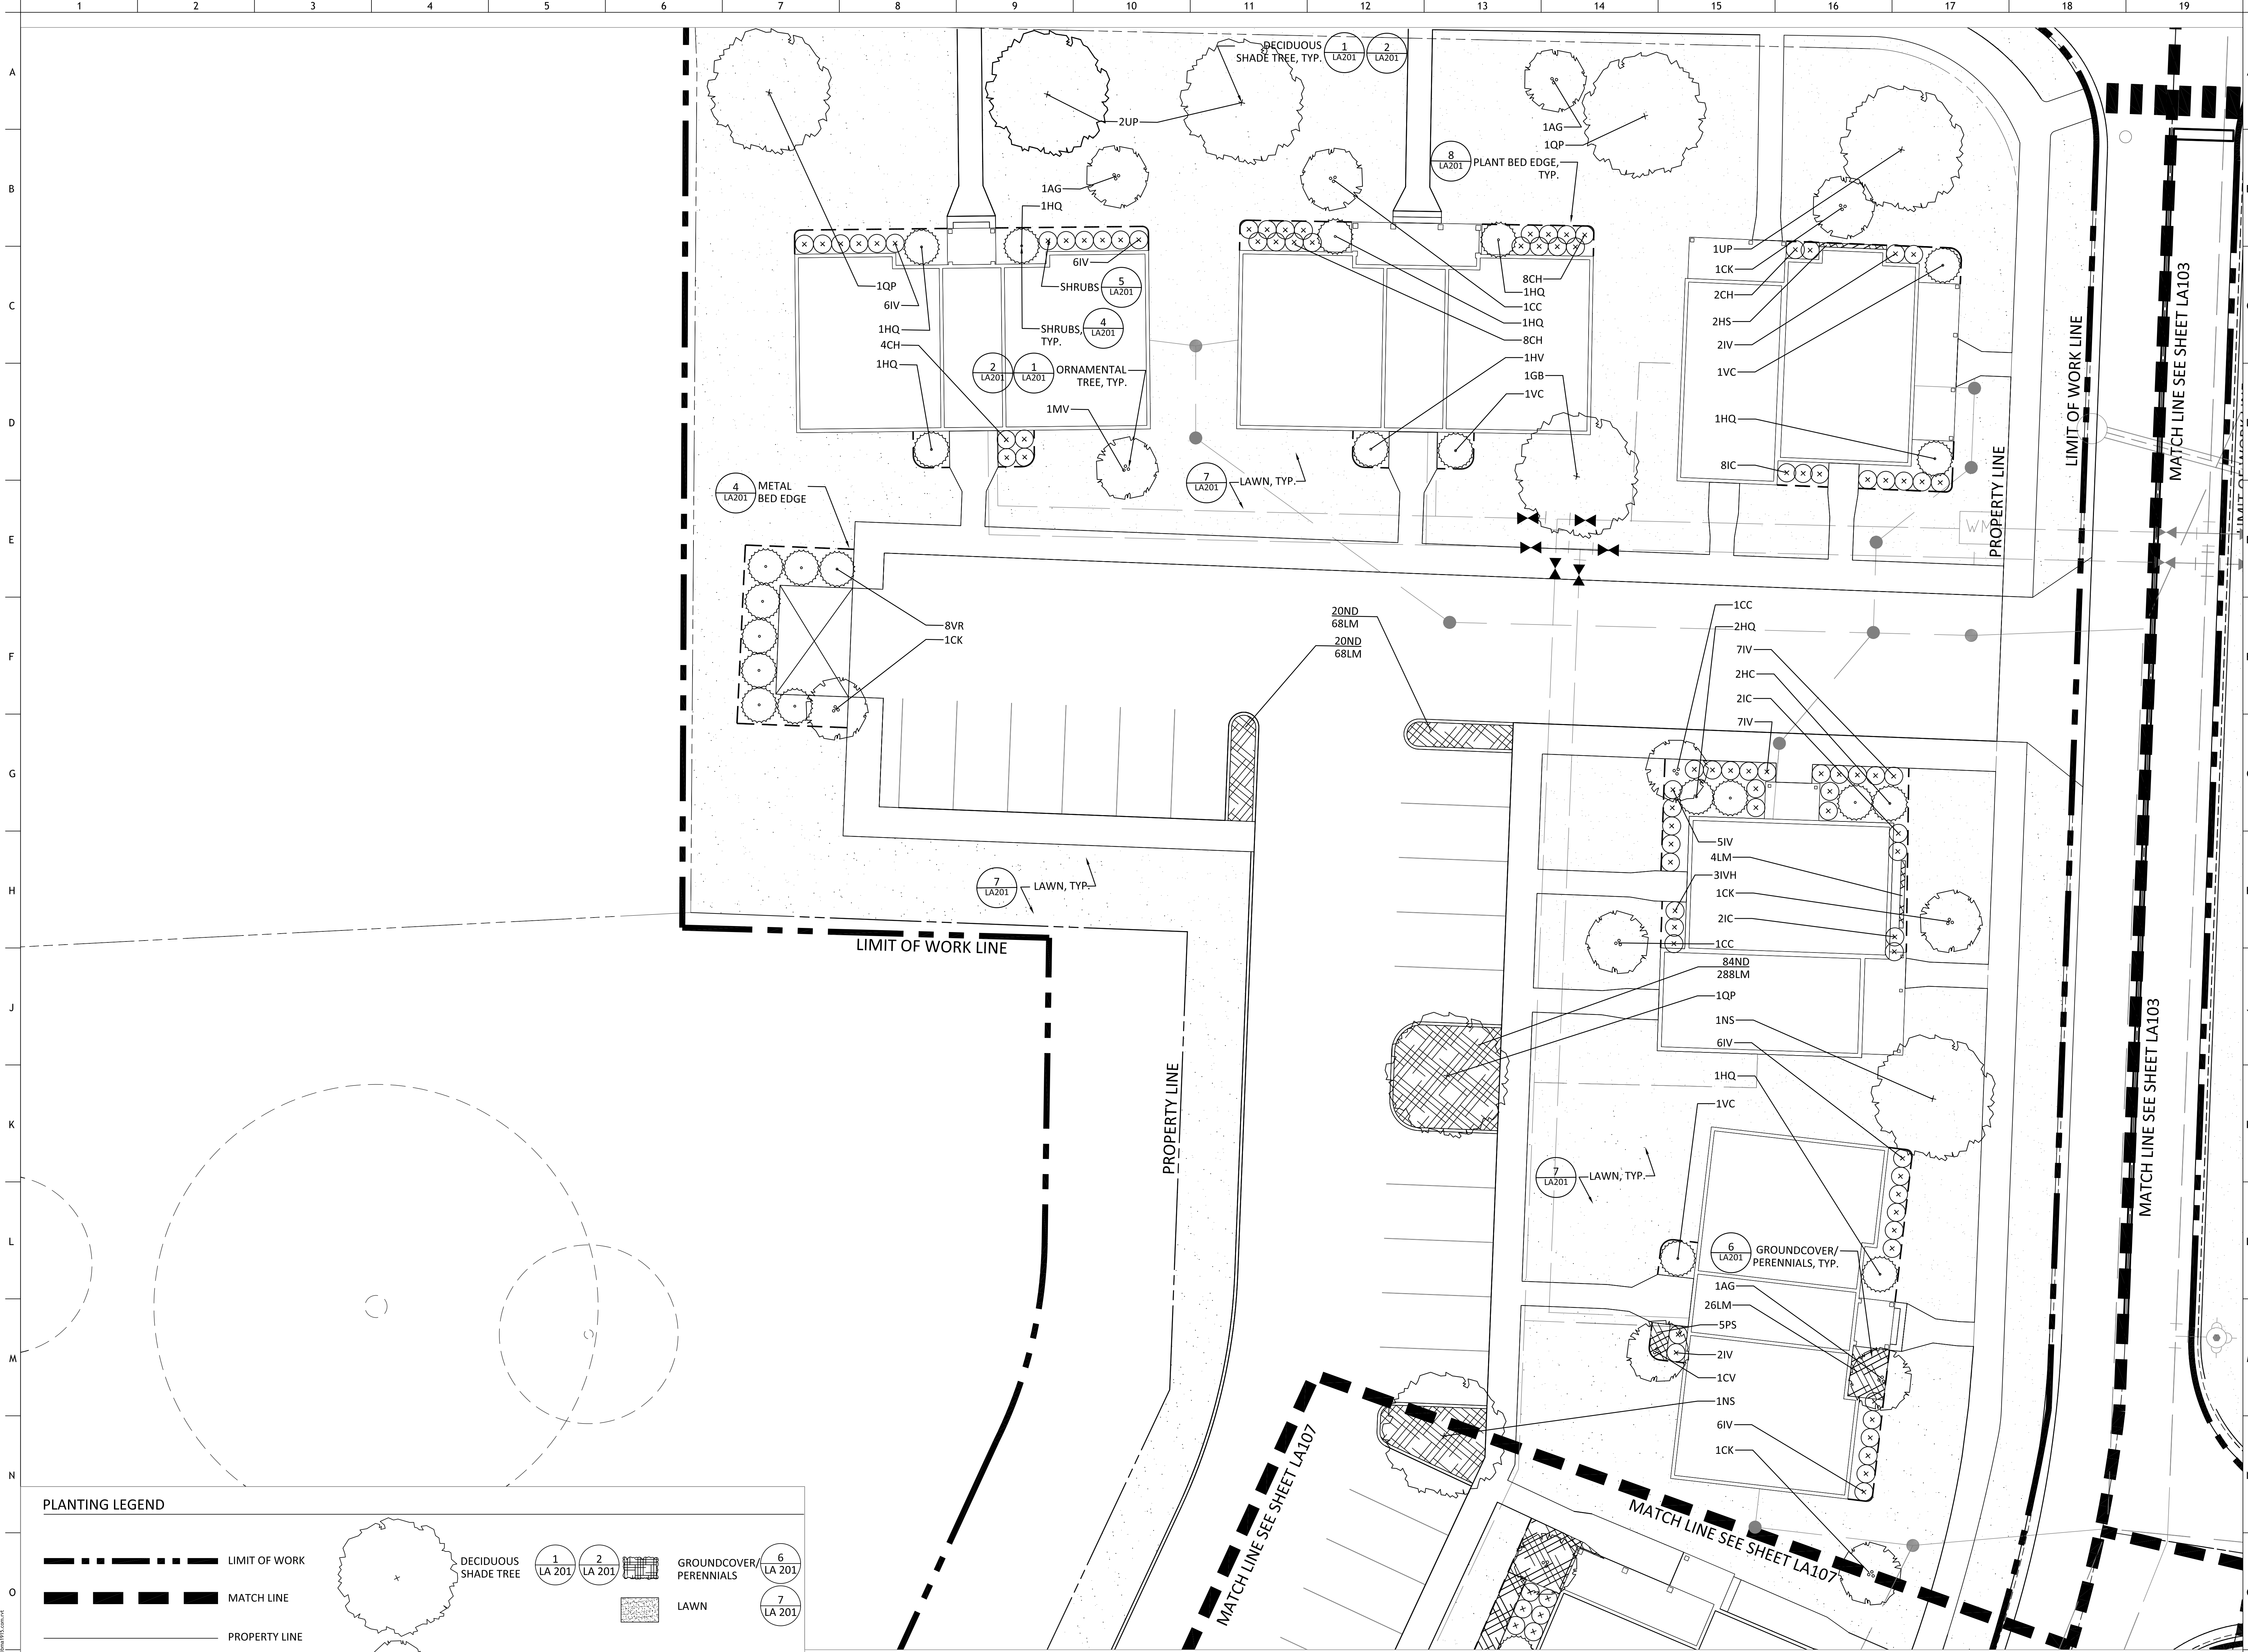 1 2 3 4 5 6 7 8 9 10 11 12 13 14 15 16 17 18 19
A
B
C
D
E
F
G
H
J
K
L
M
N
O
DECIDUOUS
SHADE TREE, TYP.
1
LA201
2
LA201
2UP
1AG
1QP
8
LA201
PLANT BED EDGE,
TYP.
1AG
1HQ
6IV
1QP
6IV
SHRUBS
5
LA201
1HQ
4CH
1HQ
SHRUBS,
TYP.
4
LA201
2
LA201
1
LA201
ORNAMENTAL
TREE, TYP.
1MV
8CH
1HQ
1CC
1HQ
8CH
1HV
1GB
1VC
1UP
1CK
2CH
2HS
2IV
1VC
1HQ
8IC
4
LA201
METAL
BED EDGE
7
LA201
LAWN, TYP.
WM
PROPERTY LINE
LIMIT OF WORK LINE
MATCH LINE SEE SHEET LA103
8VR
1CK
20ND
68LM
20ND
68LM
1CC
2HQ
7IV
2HC
2IC
7IV
5IV
4LM
3IVH
1CK
2IC
1CC
84ND
288LM
1QP
1NS
6IV
1HQ
1VC
7
LA201
LAWN, TYP.
LIMIT OF WORK LINE
PROPERTY LINE
MATCH LINE SEE SHEET LA103
7
LA201
LAWN, TYP.
6
LA201
GROUNDCOVER/
PERENNIALS, TYP.
1AG
26LM
5PS
2IV
1CV
1NS
6IV
1CK
MATCH LINE SEE SHEET LA107
MATCH LINE SEE SHEET LA107
PLANTING LEGEND
LIMIT OF WORK
MATCH LINE
PROPERTY LINE
DECIDUOUS
SHADE TREE
1
LA 201
2
LA 201
GROUNDCOVER/
PERENNIALS
6
LA 201
LAWN
7
LA 201